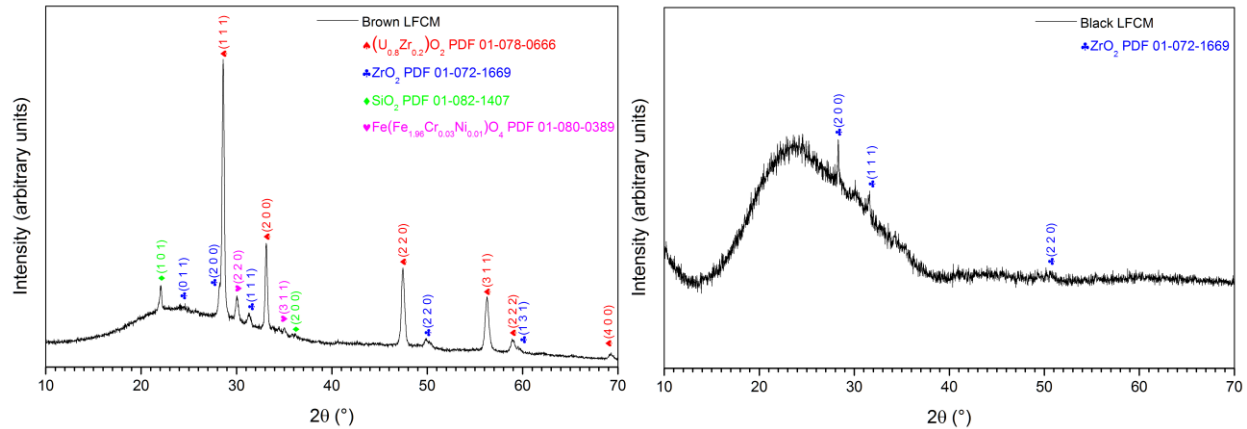 Brown LFCM
♠(U0.8Zr0.2)O2 PDF 01-078-0666
♣ZrO2 PDF 01-072-1669
♦SiO2 PDF 01-082-1407
♥Fe(Fe1.96Cr0.03Ni0.01)O4 PDF 01-080-0389
♦(1 0 1)
♣(0 1 1)
♣(2 0 0)
♠(1 1 1)
♥(2 2 0)
♣(1 1 1)
♠(2 0 0)
♥(3 1 1)
♦(2 0 0)
♠(2 2 0)
♣(2 2 0)
♠(3 1 1)
♠(2 2 2)
♣(1 3 1)
♠(4 0 0)
Intensity (arbitrary units)
10 20 30 40 50 60 70
2θ (°)
Black LFCM
♣ZrO2 PDF 01-072-1669
♣(2 0 0)
♣(1 1 1)
♣(2 2 0)
Intensity (arbitrary units)
10 20 30 40 50 60 70
2θ (°)